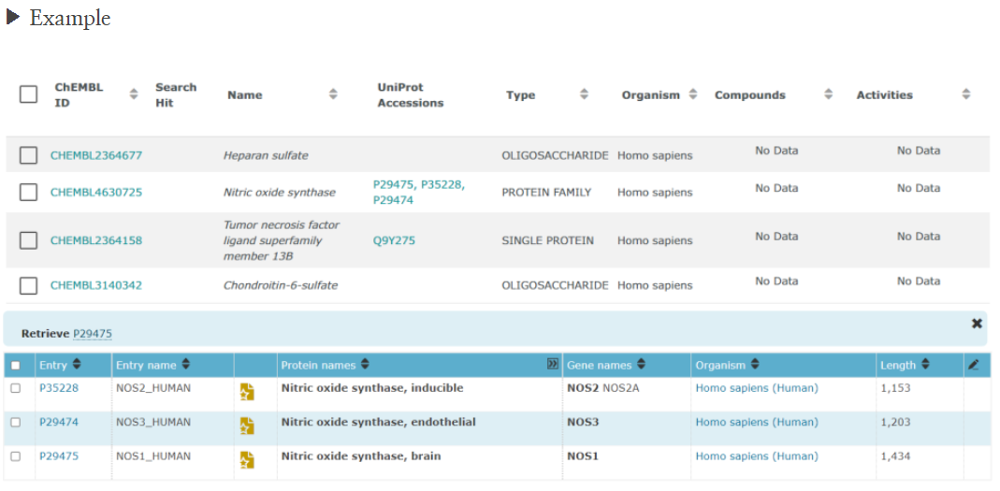 Example
ChEMBL ID Search Hit Name UniProt Accessions Type Organism Compounds Activities
CHEMBL2364677 Heparan sulfate OLIGOSACCHARIDE Homo sapiens No Data No Data
CHEMBL4630725 Nitric oxide synthase P29475, P35228, P29474 PROTEIN FAMILY Homo sapiens No Data No Data
CHEMBL2364158 Tumor necrosis factor ligand superfamily member 13B Q9Y275 SINGLE PROTEIN Homo sapiens No Data No Data
CHEMBL3140342 Chondroitin-6-sulfate OLIGOSACCHARIDE Homo sapiens No Data No Data
Retrieve P29475
Entry Entry name Protein names Gene names Organism Length
P35228 NOS2_HUMAN Nitric oxide synthase, inducible NOS2 NOS2A Homo sapiens (Human) 1,153
P29474 NOS3_HUMAN Nitric oxide synthase, endothelial NOS3 Homo sapiens (Human) 1,203
P29475 NOS1_HUMAN Nitric oxide synthase, brain NOS1 Homo sapiens (Human) 1,434